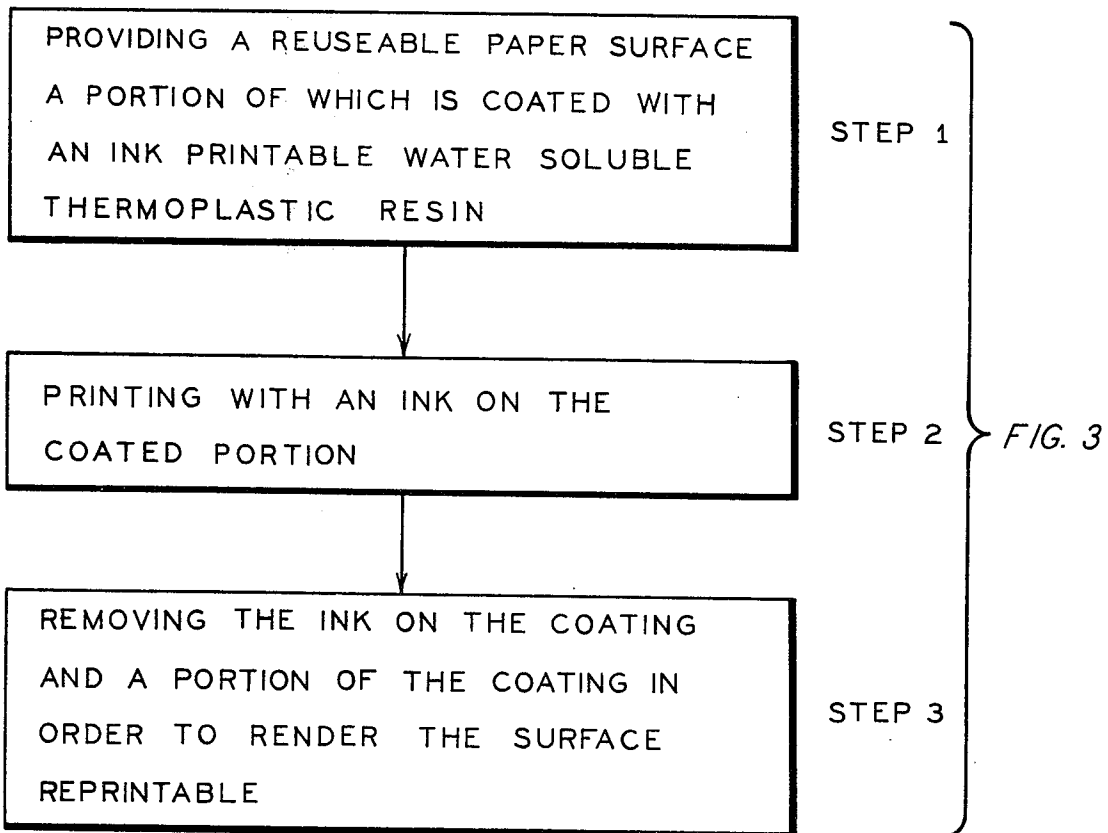 PROVIDING A REUSEABLE PAPER SURFACE
A PORTION OF WHICH IS COATED WITH
AN INK PRINTABLE WATER SOLUBLE
THERMOPLASTIC RESIN
STEP 1
PRINTING WITH AN INK ON THE
COATED PORTION
STEP 2
FIG. 3
REMOVING THE INK ON THE COATING
AND A PORTION OF THE COATING IN
ORDER TO RENDER THE SURFACE
REPRINTABLE
STEP 3